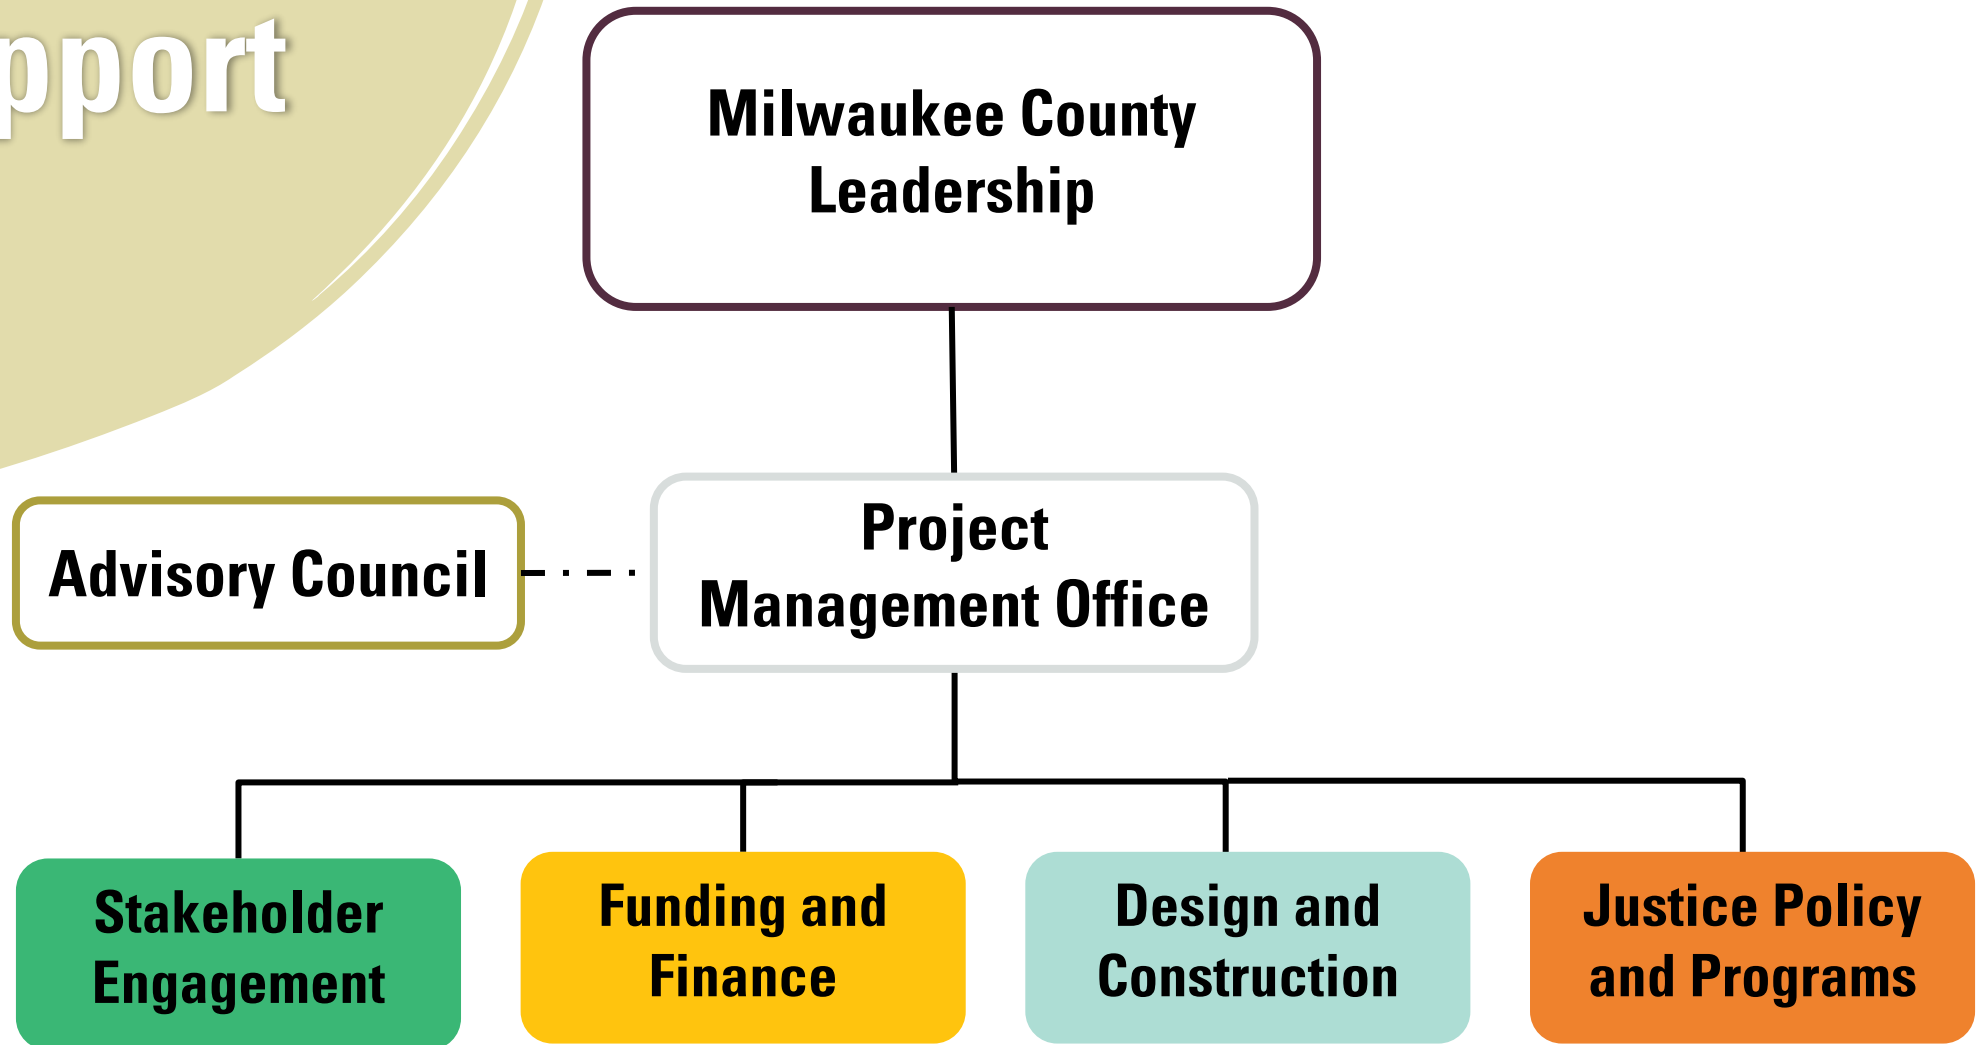 pport
Milwaukee County
Leadership
Advisory Council
Project
Management Office
Stakeholder
Engagement
Funding and
Finance
Design and
Construction
Justice Policy
and Programs